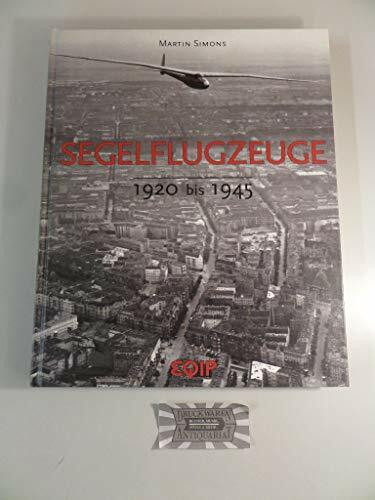 MARTIN SIMONS
SEGELFLUGZEUGE
1920 bis 1945
EQIP
DRUCKWAREN
ANTIQUARIAT